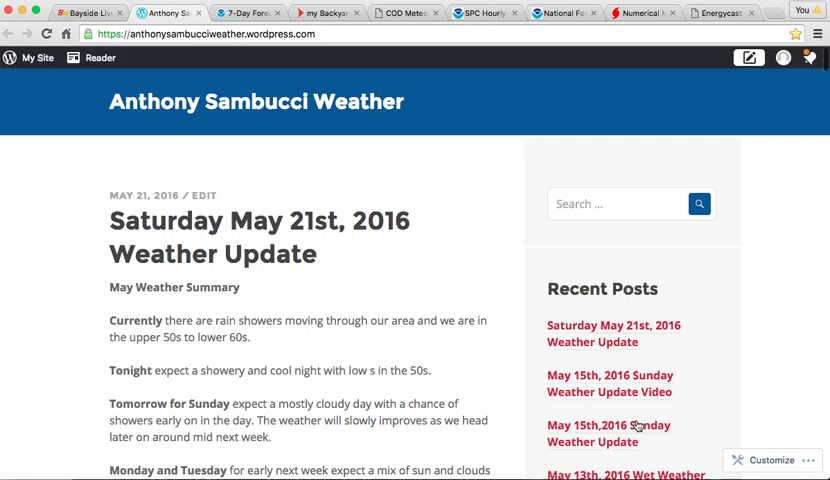 Bayside Liv
Anthony Sa
7-Day Fore
my Backyar
COD Meteo
SPC Hourly
National Fo
Numerical
Energycast
You
https://anthonysambucciweather.wordpress.com
My Site
Reader
Anthony Sambucci Weather
MAY 21, 2016 / EDIT
Saturday May 21st, 2016
Weather Update
May Weather Summary
Currently there are rain showers moving through our area and we are in
the upper 50s to lower 60s.
Tonight expect a showery and cool night with low s in the 50s.
Tomorrow for Sunday expect a mostly cloudy day with a chance of
showers early on in the day. The weather will slowly improves as we head
later on around mid next week.
Monday and Tuesday for early next week expect a mix of sun and clouds
Search ...
Recent Posts
Saturday May 21st, 2016
Weather Update
May 15th, 2016 Sunday
Weather Update Video
May 15th,2016 Sunday
Weather Update
May 13th, 2016 Wet Weather
Customize